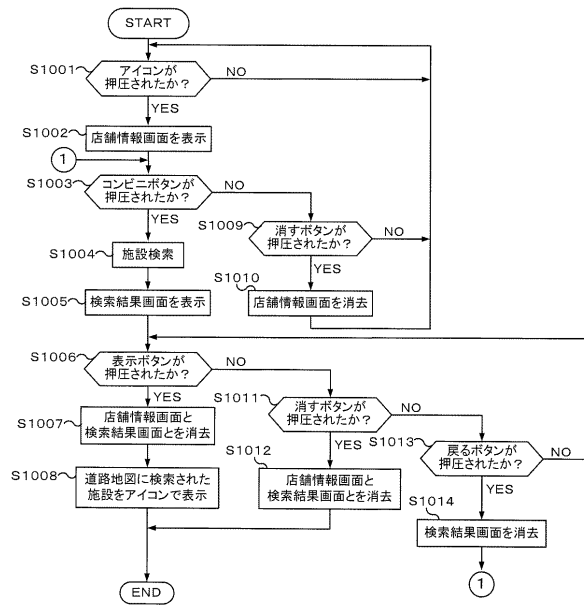 START
S1001
アイコンが
押圧されたか？
NO
YES
S1002
店舗情報画面を表示
1
S1003
コンビニボタンが
押圧されたか？
NO
YES
S1009
消すボタンが
押圧されたか？
NO
YES
S1004
施設検索
S1010
店舗情報画面を消去
S1005
検索結果画面を表示
S1006
表示ボタンが
押圧されたか？
NO
YES
S1011
消すボタンが
押圧されたか？
NO
YES
S1007
店舗情報画面と
検索結果画面とを消去
S1013
戻るボタンが
押圧されたか？
NO
YES
S1008
道路地図に検索された
施設をアイコンで表示
S1012
店舗情報画面と
検索結果画面とを消去
S1014
検索結果画面を消去
END
1